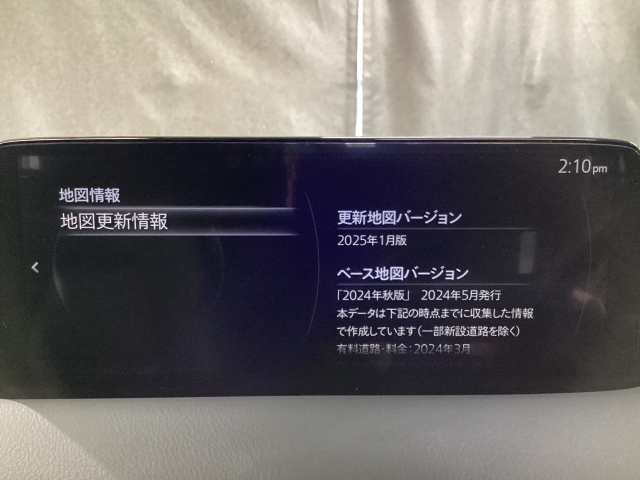 2:10pm
地図情報
地図更新情報
更新地図バージョン
2025年1月版
ベース地図バージョン
「2024年秋版」 2024年5月発行
本データは下記の時点までに収集した情報
で作成しています(一部新設道路を除く)
有料道路・料金:2024年3月